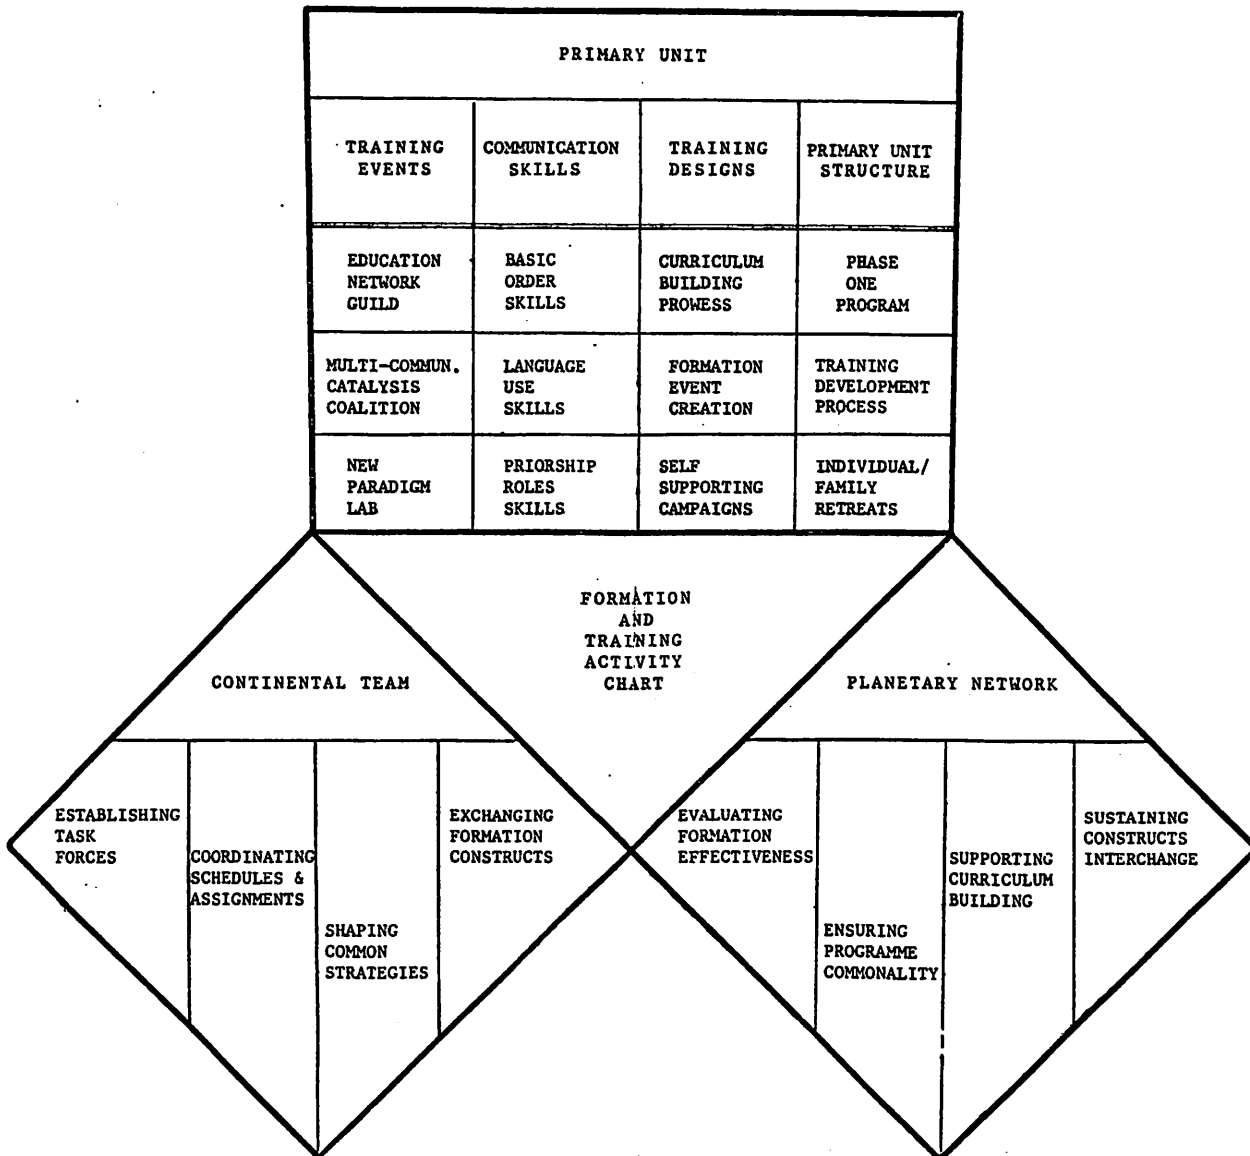 PRIMARY UNIT
TRAINING
EVENTS
COMMUNICATION
SKILLS
TRAINING
DESIGNS
PRIMARY UNIT
STRUCTURE
EDUCATION
NETWORK
GUILD
BASIC
ORDER
SKILLS
CURRICULUM
BUILDING
PROWESS
PHASE
ONE
PROGRAM
MULTI-COMMUN.
CATALYSIS
COALITION
LANGUAGE
USE
SKILLS
FORMATION
EVENT
CREATION
TRAINING
DEVELOPMENT
PROCESS
NEW
PARADIGM
LAB
PRIORSHIP
ROLES
SKILLS
SELF
SUPPORTING
CAMPAIGNS
INDIVIDUAL/
FAMILY
RETREATS
FORMATION
AND
TRAINING
ACTIVITY
CHART
CONTINENTAL TEAM
ESTABLISHING
TASK
FORCES
COORDINATING
SCHEDULES &
ASSIGNMENTS
SHAPING
COMMON
STRATEGIES
EXCHANGING
FORMATION
CONSTRUCTS
PLANETARY NETWORK
EVALUATING
FORMATION
EFFECTIVENESS
ENSURING
PROGRAMME
COMMONALITY
SUPPORTING
CURRICULUM
BUILDING
SUSTAINING
CONSTRUCTS
INTERCHANGE